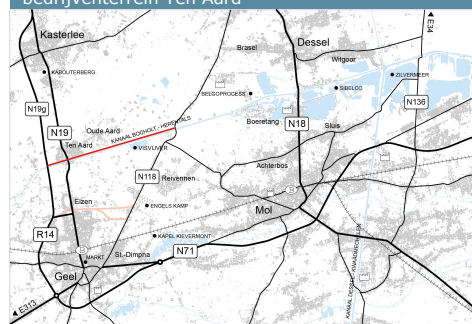 bedrijventerrein Ten Aard
Kasterlee
Dessel
E34
Brasel
Witgoor
KABOUTERBERG
ZILVERMEER
SIBELCO
BELGOPROCESS
N136
N19g
N19
Oude Aard
KANAAL BOCHOLT - HERENTALS
Boeretang
N18
Sluis
Ten Aard
VISVIJVER
Achterbos
N118
Reivennen
Eizen
ENGELS KAMP
Mol
R14
KAPEL KIEVERMONT
St.-Dimpna
N71
MARKT
Geel
KANAAL DESSEL - KWAADMECHELEN
E313